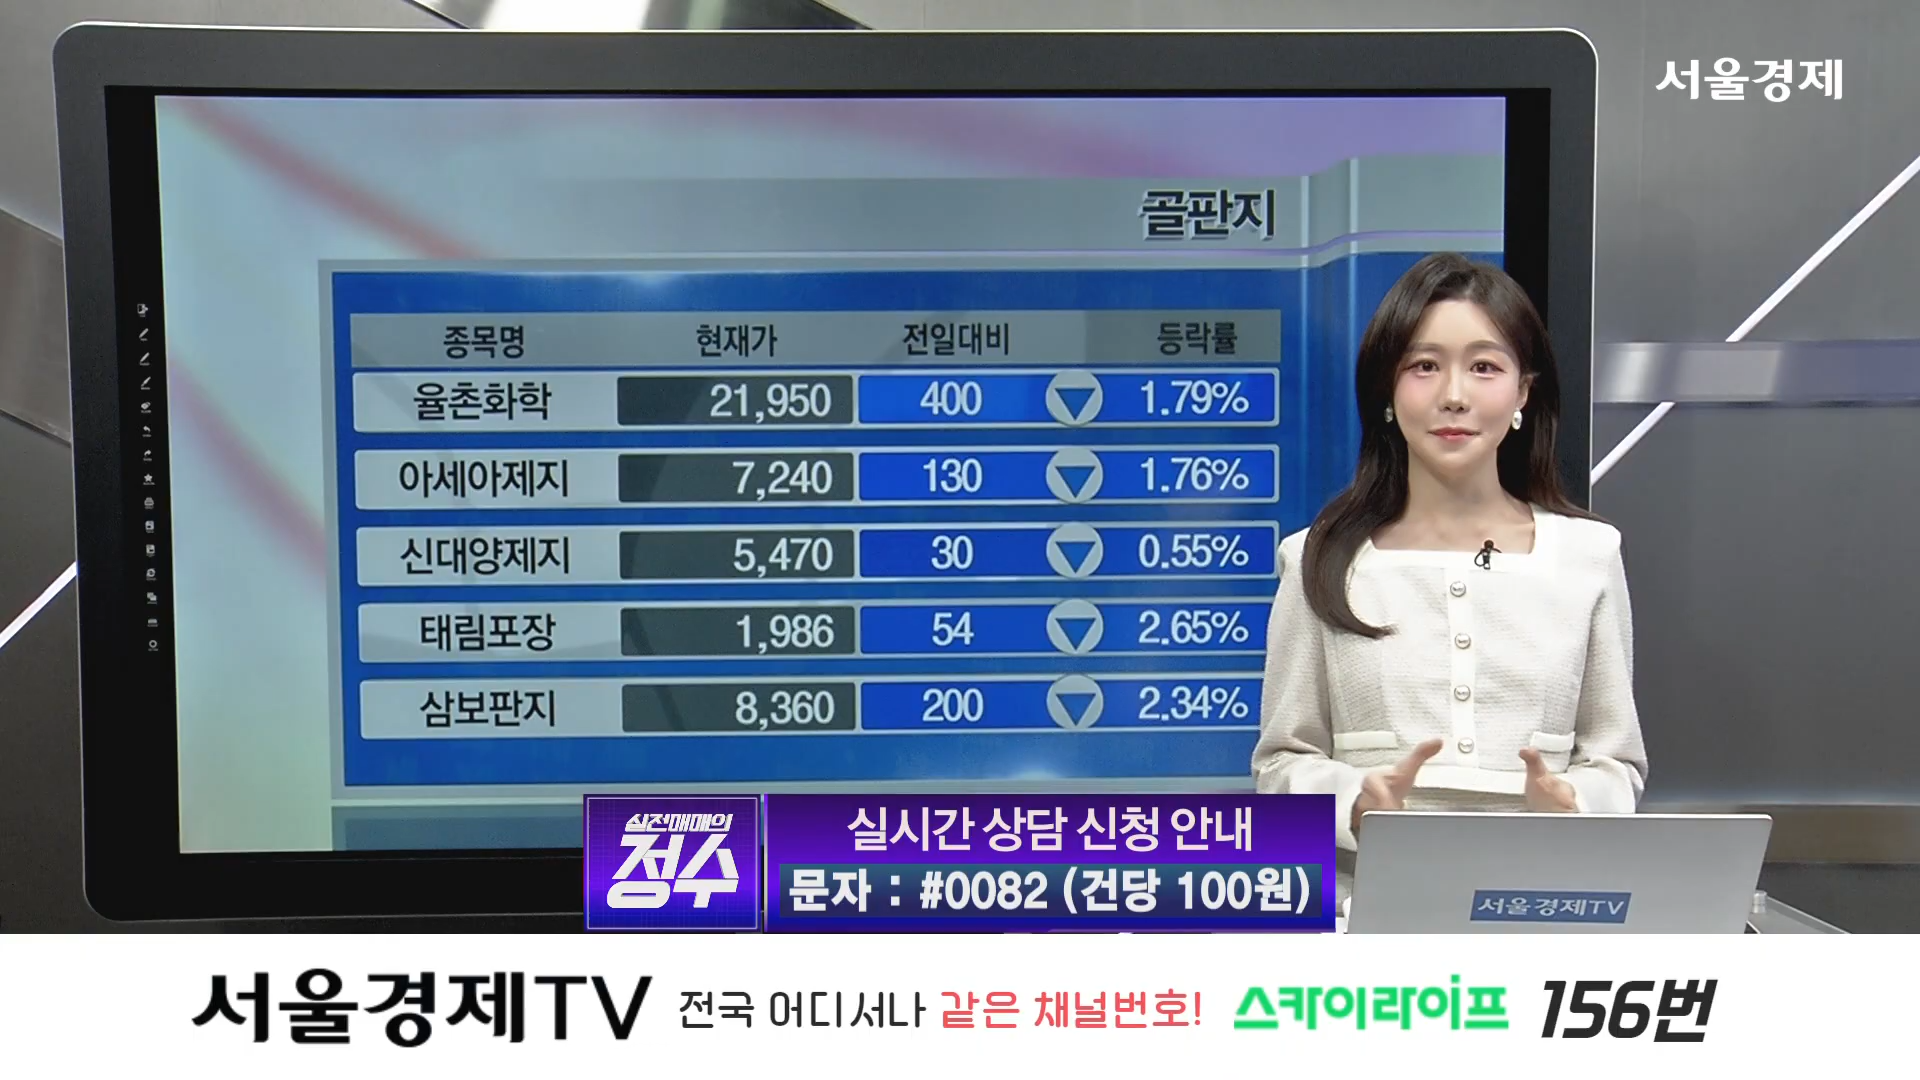 서울경제
골판지
종목명 현재가 전일대비 등락률
율촌화학 21,950 400 ▼ 1.79%
아세아제지 7,240 130 ▼ 1.76%
신대양제지 5,470 30 ▼ 0.55%
태림포장 1,986 54 ▼ 2.65%
삼보판지 8,360 200 ▼ 2.34%
실전매매의
정수
실시간 상담 신청 안내
문자 : #0082 (건당 100원)
서울경제TV
서울경제TV 전국 어디서나 같은 채널번호! 스카이라이프 156번